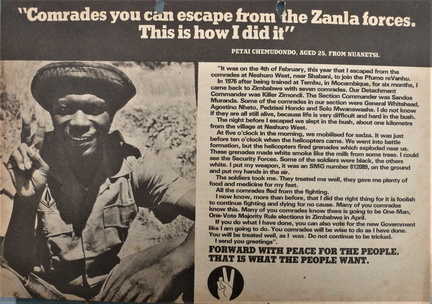 "Comrades you can escape from the Zanla forces.
This is how I did it"
PETAI CHEMUDONDO, AGED 25, FROM NUANETSI.
"It was on the 4th of February, this year that I escaped from the
comrades at Neshuro West, near Shabani, to join the Pfumo reVanhu.
In 1976 after being trained at Tembu, in Mocambique, for six months, I
came back to Zimbabwe with seven comrades. Our Detachment
Commander was Killer Zimondi. The Section Commander was Sandos
Muranda. Some of the comrades in our section were General Whitehead,
Agostino Nheto, Pedzisai Hondo and Solo Mwanawashe. I do not know
if they are all still alive, because life is very difficult and hard in the bush.
The night before I escaped we slept in the bush, about one kilometre
from the village at Neshuro West.
At five o'clock in the morning, we mobilised for sadza. It was just
before ten o'clock when the helicopters came. We went into battle
formation, but the helicopters fired grenades which exploded near us.
These grenades made white smoke like the milk from some trees. I could
see the Security Forces. Some of the soldiers were black, the others
white. I put my weapon, it was an SMG number 812089, on the ground
and put my hands in the air.
The soldiers took me. They treated me well, they gave me plenty of
food and medicine for my feet.
All the comrades fled from the fighting.
I now know, more than before, that I did the right thing for it is foolish
to continue fighting and dying for no cause. Many of you comrades
know this. Many of you comrades know there is going to be One-Man,
One-Vote Majority Rule elections in Zimbabwe in April.
If you do what I have done, you can also vote for the new Government
like I am going to do. You comrades will be wise to do as I have done.
You will be treated well, as I was. Do not continue to be tricked.
I send you greetings".
FORWARD WITH PEACE FOR THE PEOPLE.
THAT IS WHAT THE PEOPLE WANT.